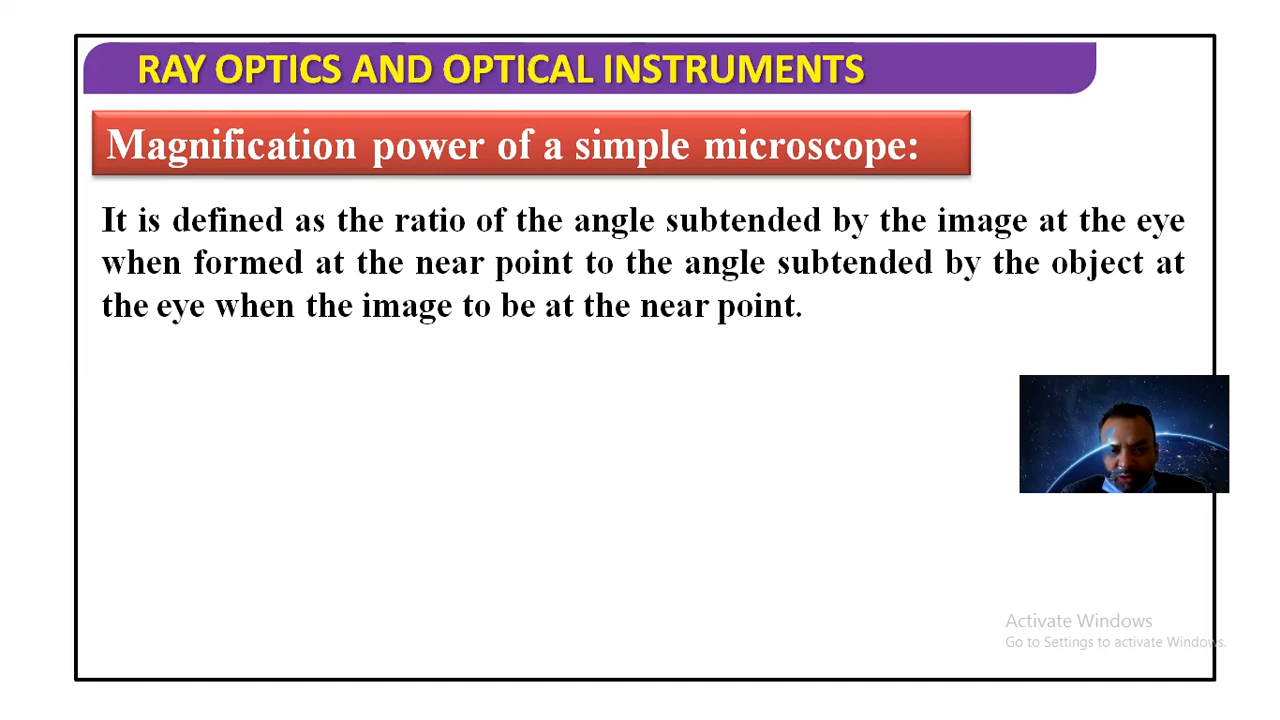 RAY OPTICS AND OPTICAL INSTRUMENTS
Magnification power of a simple microscope:
It is defined as the ratio of the angle subtended by the image at the eye
when formed at the near point to the angle subtended by the object at
the eye when the image to be at the near point.
Activate Windows
Go to Settings to activate Windows.